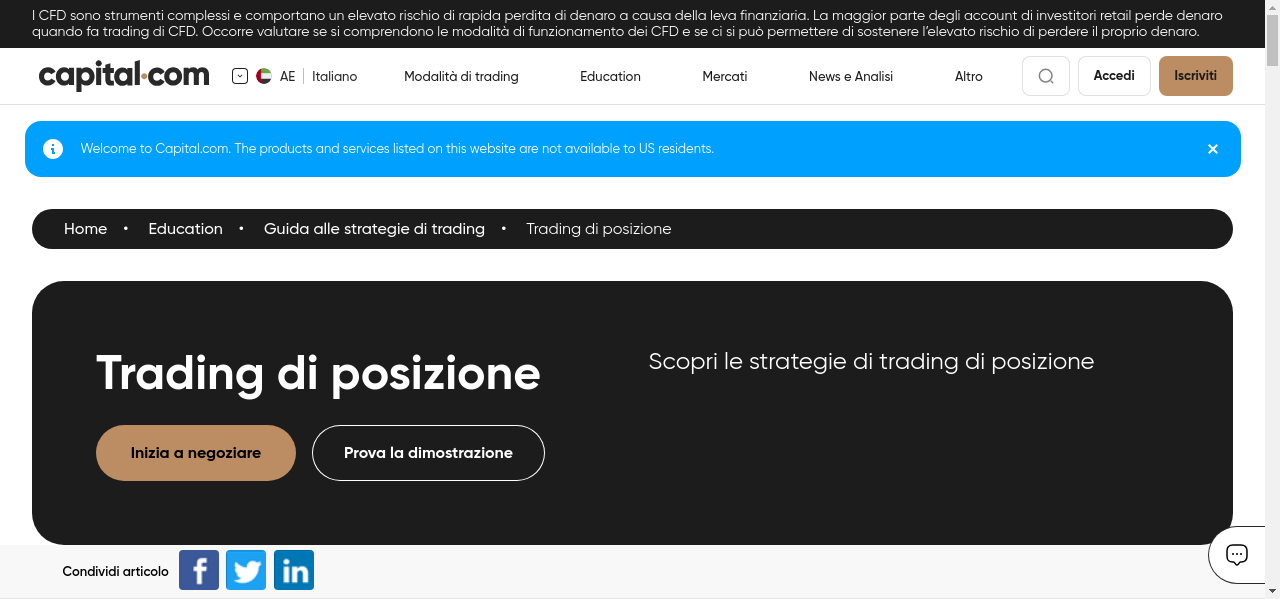 I CFD sono strumenti complessi e comportano un elevato rischio di rapida perdita di denaro a causa della leva finanziaria. La maggior parte degli account di investitori retail perde denaro
quando fa trading di CFD. Occorre valutare se si comprendono le modalità di funzionamento dei CFD e se ci si può permettere di sostenere l’elevato rischio di perdere il proprio denaro.
capital.com AE Italiano Modalità di trading Education Mercati News e Analisi Altro Accedi Iscriviti
Welcome to Capital.com. The products and services listed on this website are not available to US residents.
Home • Education • Guida alle strategie di trading • Trading di posizione
Trading di posizione
Scopri le strategie di trading di posizione
Inizia a negoziare Prova la dimostrazione
Condividi articolo